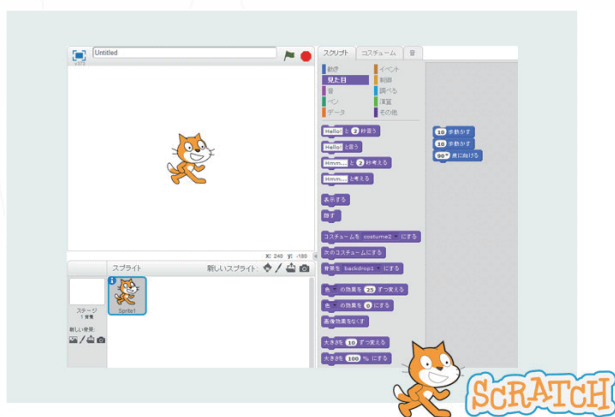 Untitled
スクリプト コスチューム 音
動き イベント
見た目 制御
音 調べる
ペン 演算
データ その他
Hello! と 2 秒言う
Hello! と言う
Hmm... と 2 秒考える
Hmm... と考える
表示する
隠す
コスチュームを costume2 にする
次のコスチュームにする
背景を backdrop1 にする
色 の効果を 25 ずつ変える
色 の効果を 0 にする
画像効果をなくす
大きさを 10 ずつ変える
大きさを 100 % にする
10 歩動かす
10 歩動かす
90 度に向ける
X: 240 y: -180
スプライト 新しいスプライト:
ステージ
1 背景
Sprite1
新しい背景:
SCRATCH